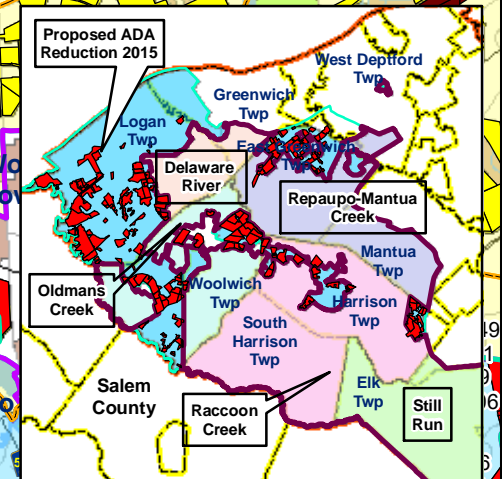 Proposed ADA
Reduction 2015
West Deptford
Twp
Greenwich
Twp
Logan
Twp
East Greenwich
Twp
Delaware
River
Repaupo-Mantua
Creek
Mantua
Twp
Oldmans
Creek
Woolwich
Twp
Harrison
Twp
South
Harrison
Twp
Salem
County
Elk
Twp
Still
Run
Raccoon
Creek